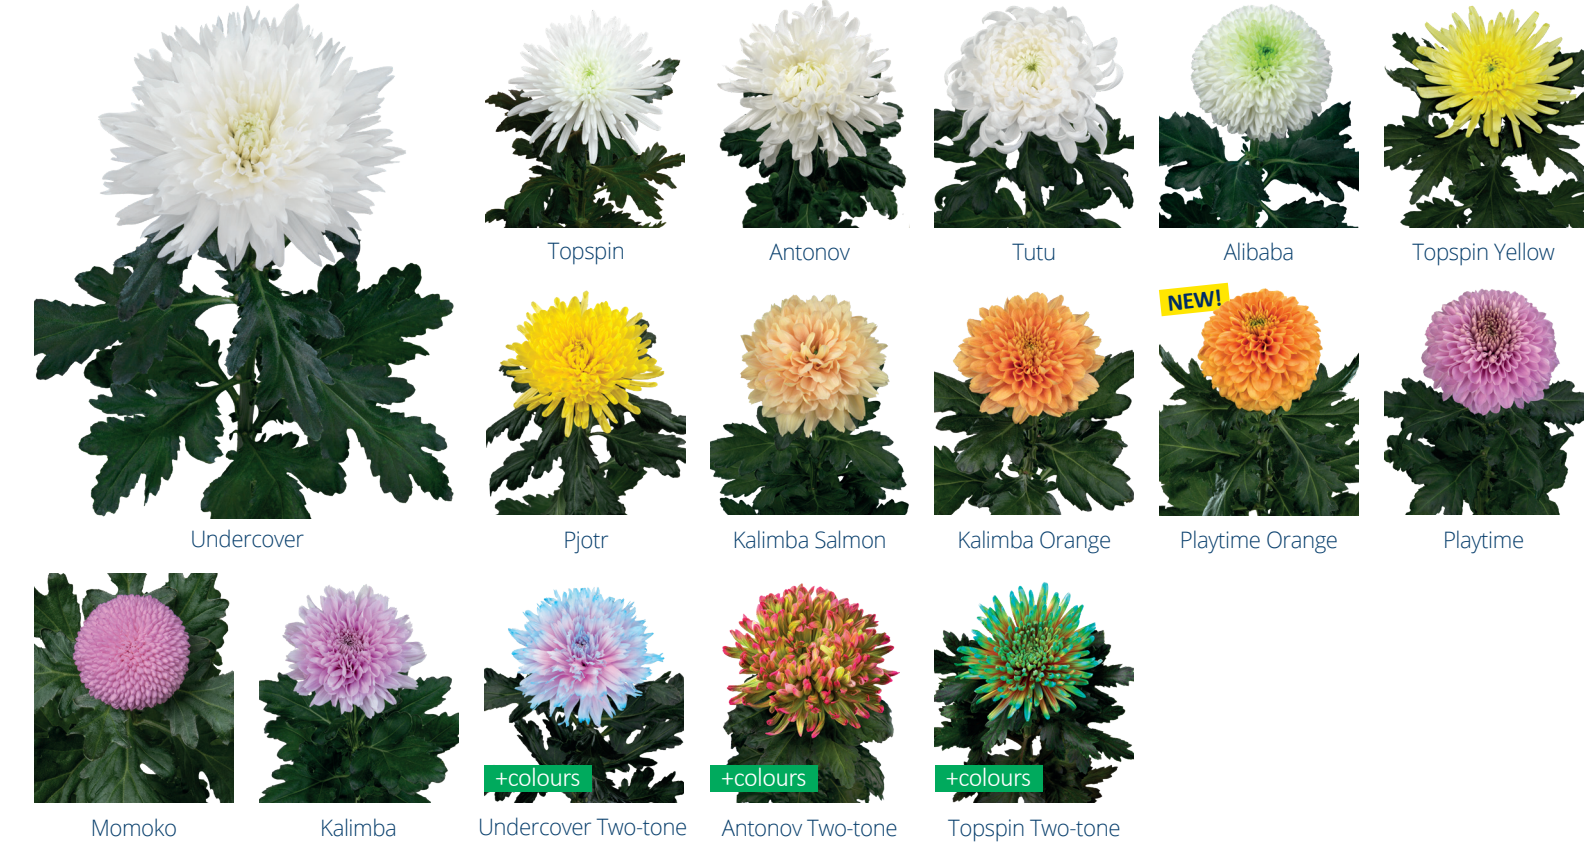 Topspin
Antonov
Tutu
Alibaba
Topspin Yellow
NEW!
Undercover
Pjotr
Kalimba Salmon
Kalimba Orange
Playtime Orange
Playtime
+colours
+colours
+colours
Momoko
Kalimba
Undercover Two-tone
Antonov Two-tone
Topspin Two-tone